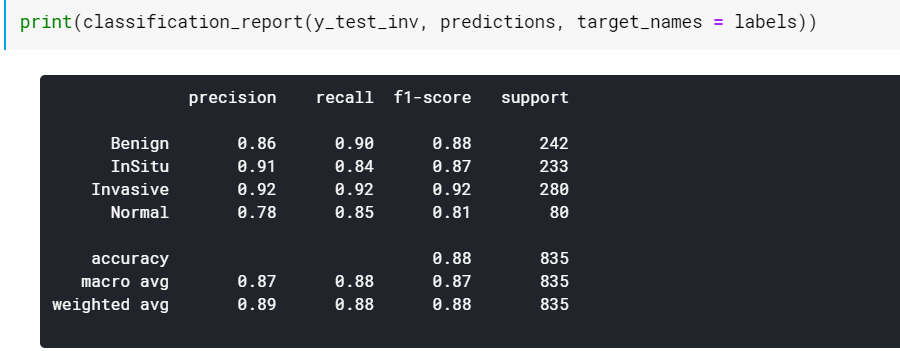 print(classification_report(y_test_inv, predictions, target_names = labels))
precision recall f1-score support
Benign 0.86 0.90 0.88 242
InSitu 0.91 0.84 0.87 233
Invasive 0.92 0.92 0.92 280
Normal 0.78 0.85 0.81 80
accuracy 0.88 835
macro avg 0.87 0.88 0.87 835
weighted avg 0.89 0.88 0.88 835